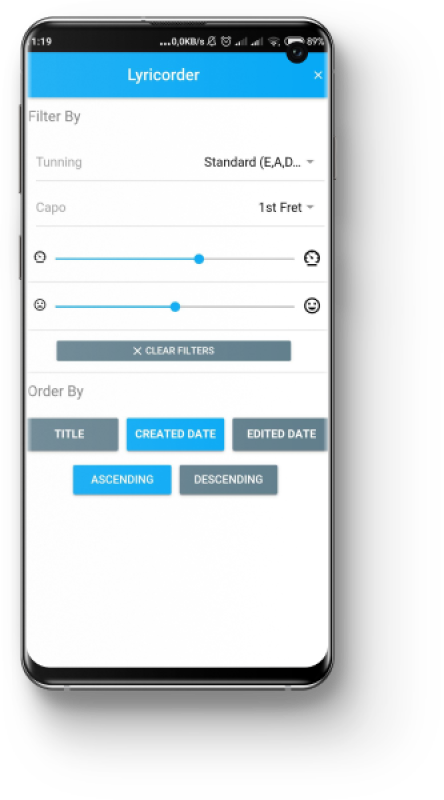 1:19 ...0,0KB/s 89%
Lyricorder ×
Filter By
Tunning Standard (E,A,D...
Capo 1st Fret
× CLEAR FILTERS
Order By
TITLE CREATED DATE EDITED DATE
ASCENDING DESCENDING